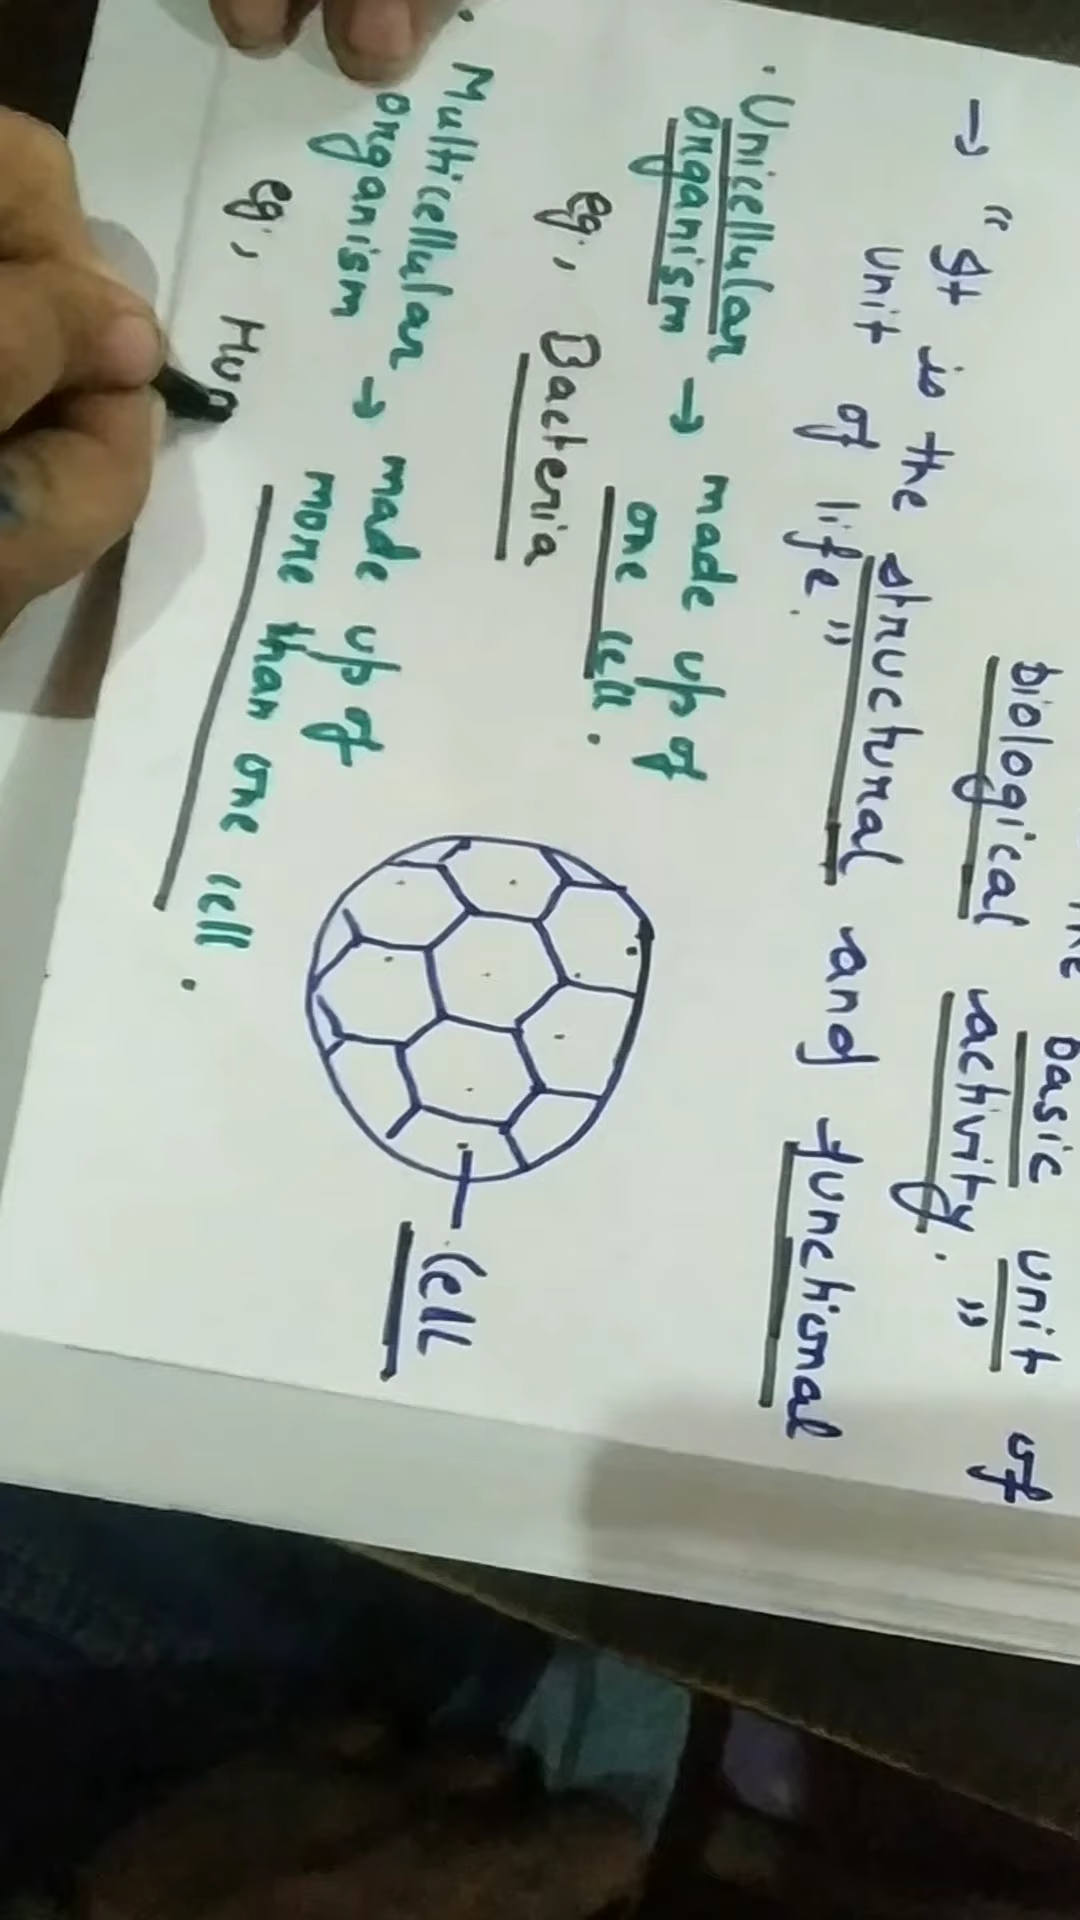 basic unit of
biological activity."
→ "It is the structural and functional
unit of life."
· Unicellular → made up of
organism one cell.
eg., Bacteria
· Multicellular → made up of
organism more than one cell.
eg., Hum
Cell